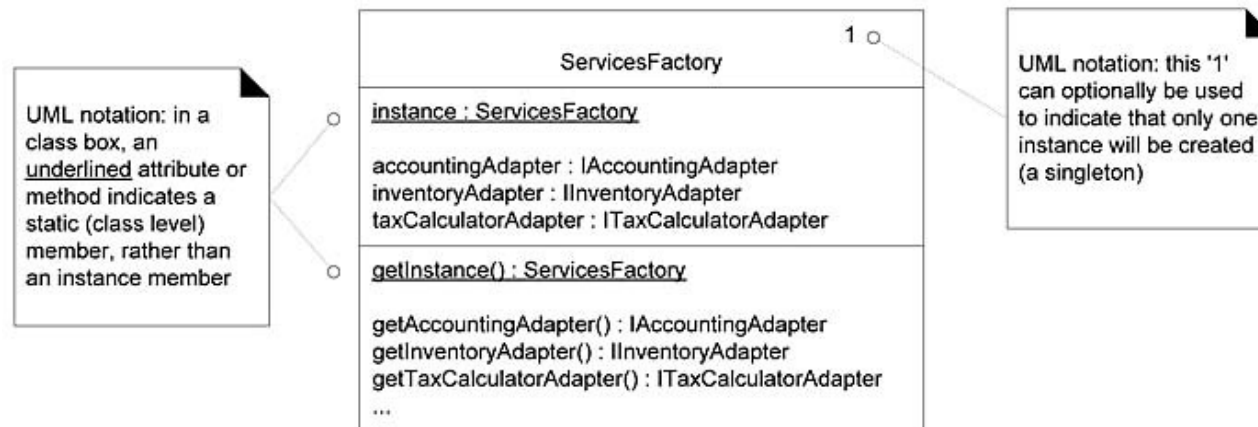 UML notation: in a
class box, an
underlined attribute or
method indicates a
static (class level)
member, rather than
an instance member
1
ServicesFactory
instance : ServicesFactory
accountingAdapter : IAccountingAdapter
inventoryAdapter : IInventoryAdapter
taxCalculatorAdapter : ITaxCalculatorAdapter
getInstance() : ServicesFactory
getAccountingAdapter() : IAccountingAdapter
getInventoryAdapter() : IInventoryAdapter
getTaxCalculatorAdapter() : ITaxCalculatorAdapter
...
UML notation: this '1'
can optionally be used
to indicate that only one
instance will be created
(a singleton)